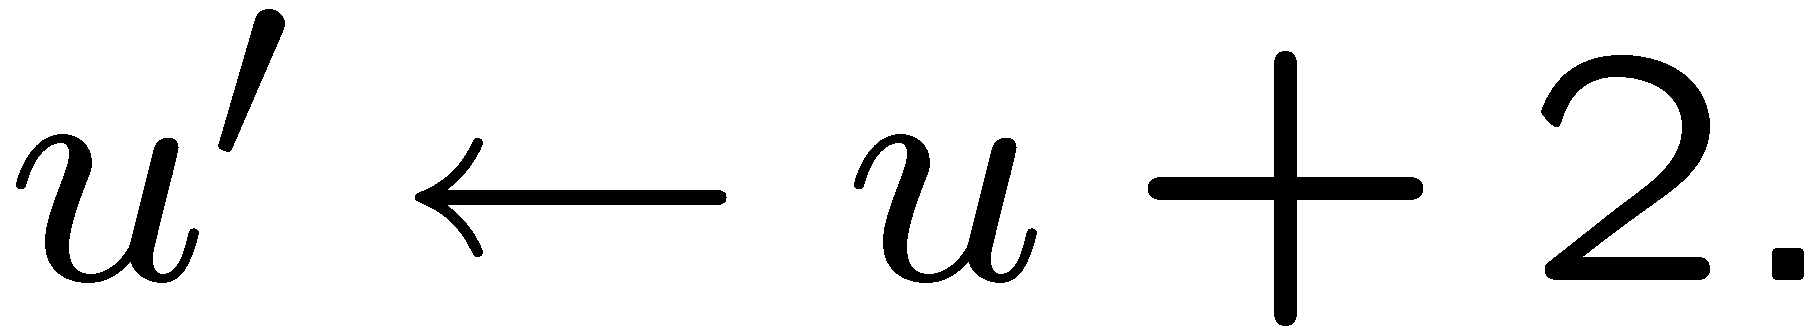 u′ ← u + 2.